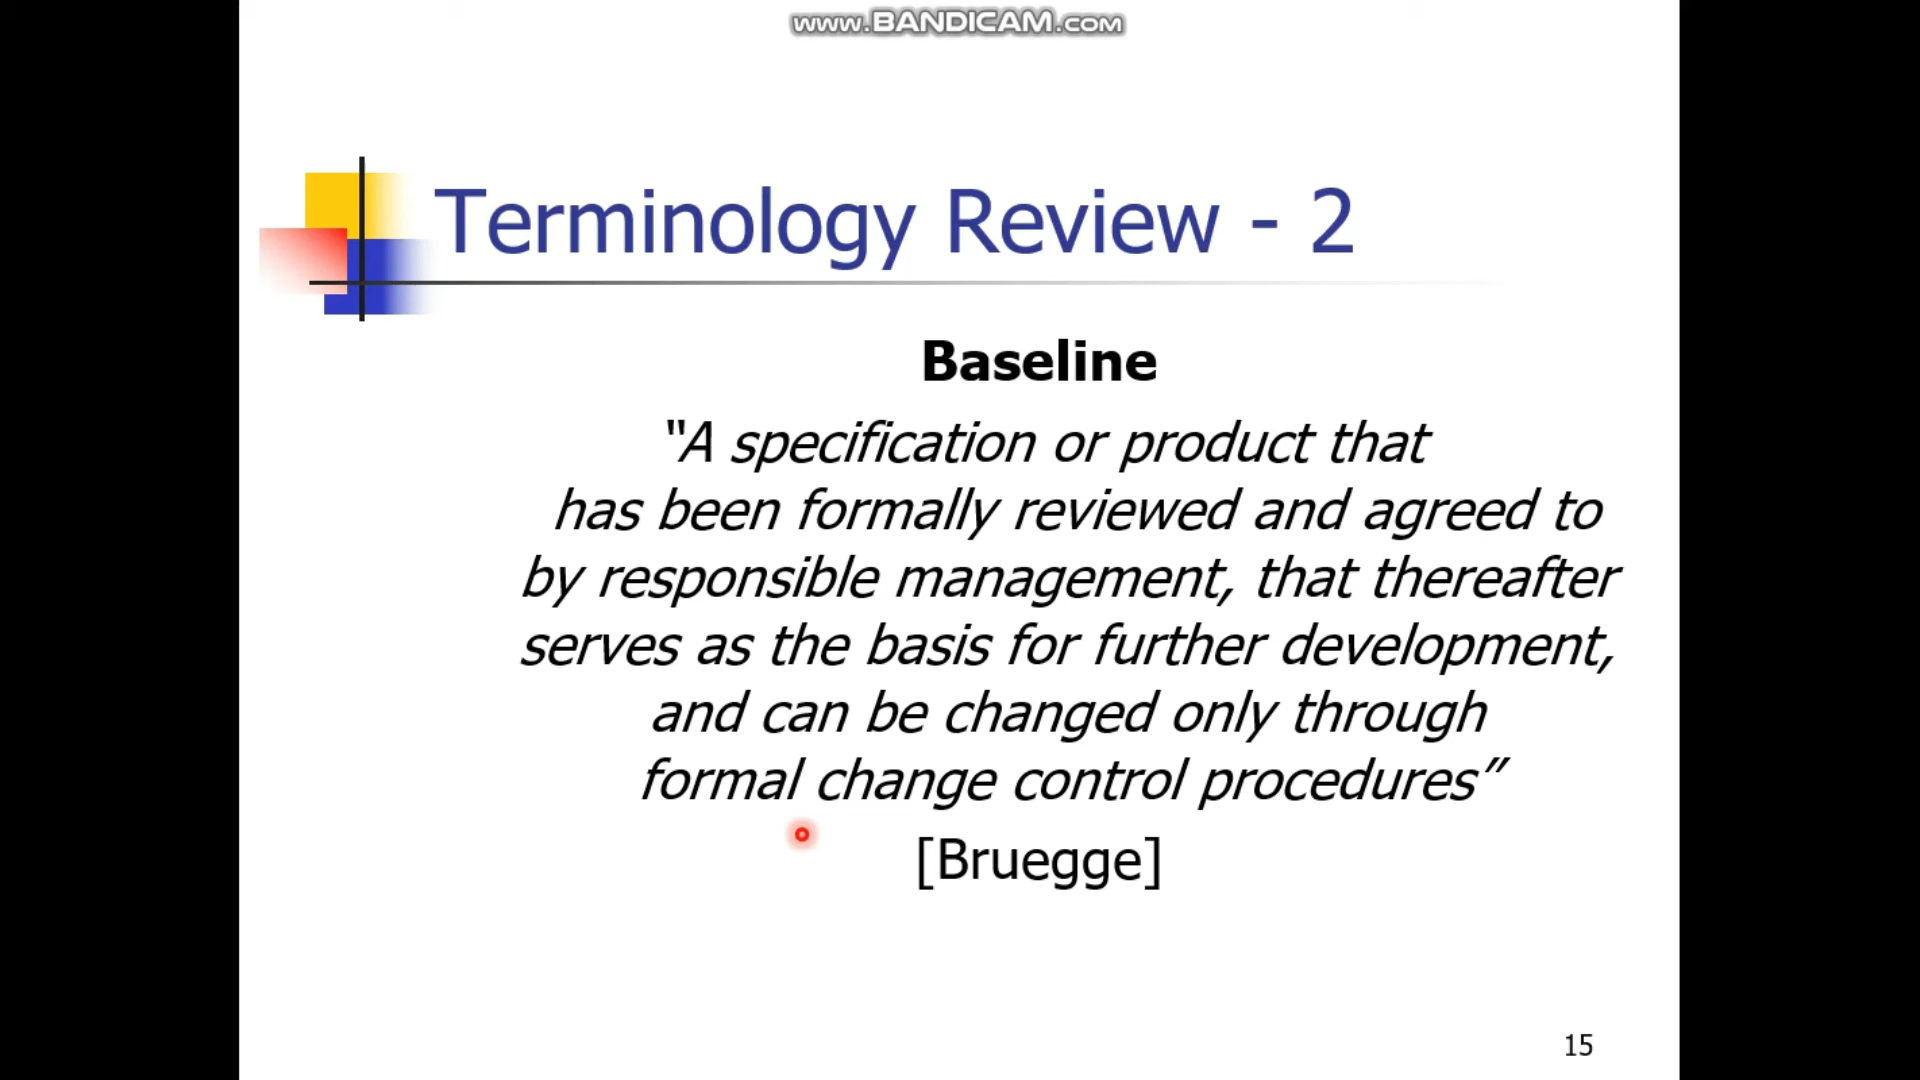 www.BANDICAM.com
Terminology Review - 2
Baseline
“A specification or product that
has been formally reviewed and agreed to
by responsible management, that thereafter
serves as the basis for further development,
and can be changed only through
formal change control procedures”
[Bruegge]
15